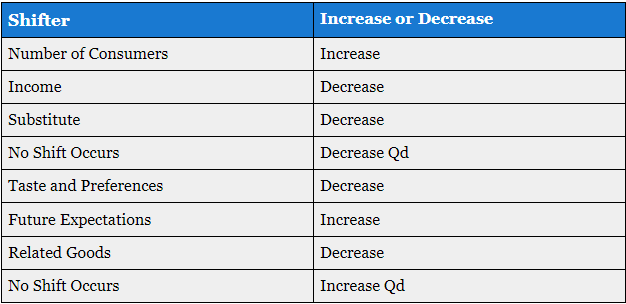 Shifter Increase or Decrease
Number of Consumers Increase
Income Decrease
Substitute Decrease
No Shift Occurs Decrease Qd
Taste and Preferences Decrease
Future Expectations Increase
Related Goods Decrease
No Shift Occurs Increase Qd